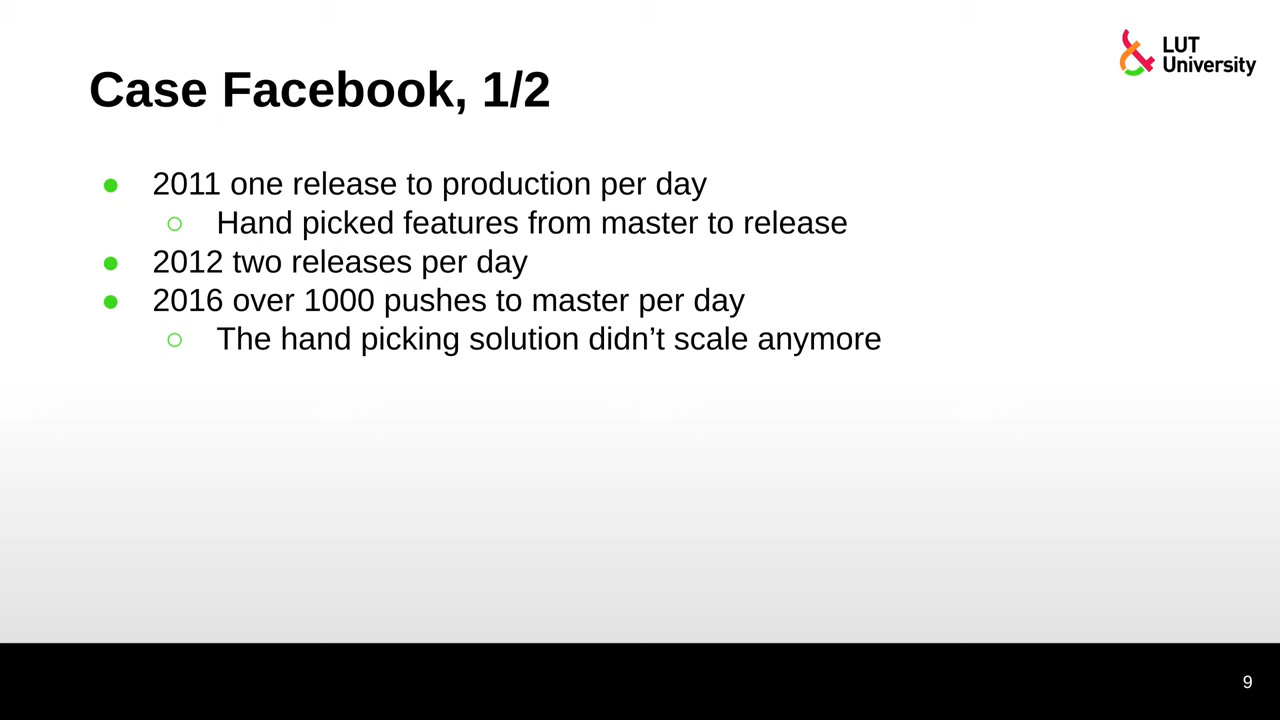 LUT
University
Case Facebook, 1/2
● 2011 one release to production per day
○ Hand picked features from master to release
● 2012 two releases per day
● 2016 over 1000 pushes to master per day
○ The hand picking solution didn’t scale anymore
9